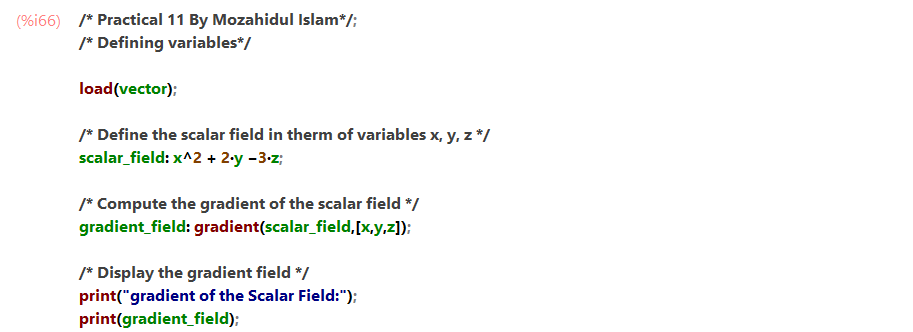 (%i66) /* Practical 11 By Mozahidul Islam*/;
/* Defining variables*/
load(vector);
/* Define the scalar field in therm of variables x, y, z */
scalar_field: x^2 + 2·y −3·z;
/* Compute the gradient of the scalar field */
gradient_field: gradient(scalar_field,[x,y,z]);
/* Display the gradient field */
print("gradient of the Scalar Field:");
print(gradient_field);